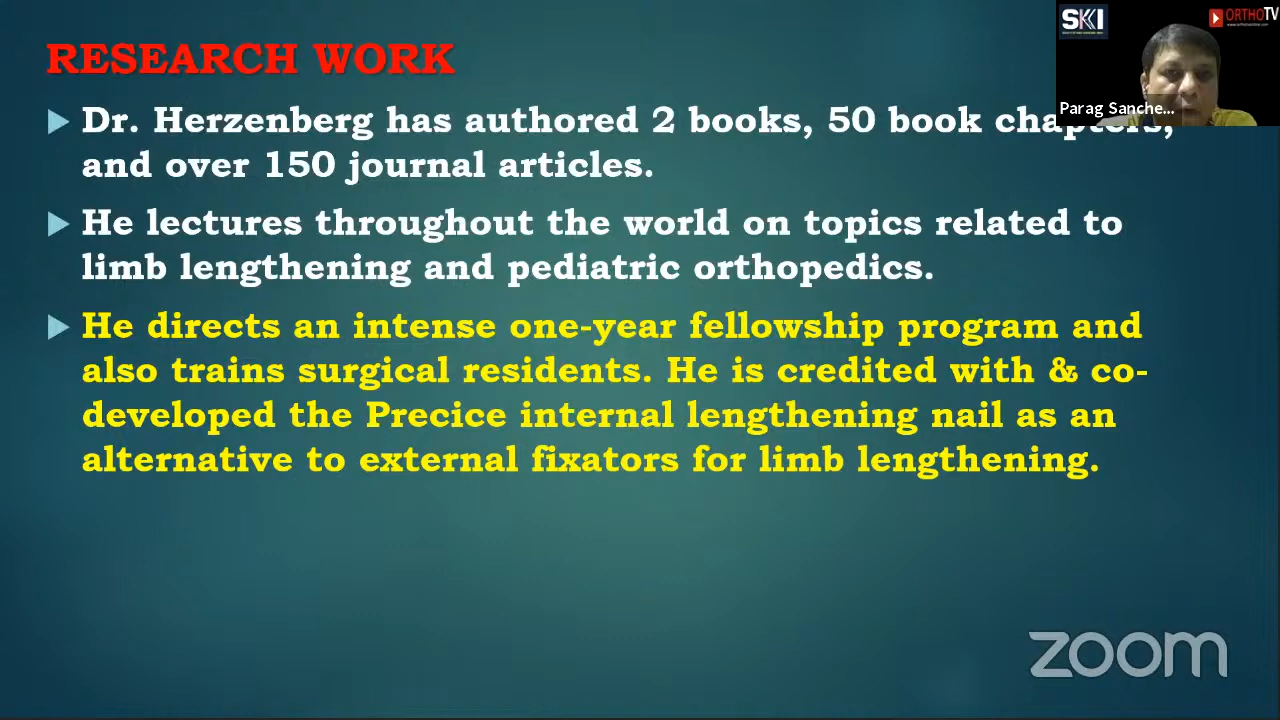 RESEARCH WORK
Dr. Herzenberg has authored 2 books, 50 book chapters,
and over 150 journal articles.
He lectures throughout the world on topics related to
limb lengthening and pediatric orthopedics.
He directs an intense one-year fellowship program and
also trains surgical residents. He is credited with & co-
developed the Precice internal lengthening nail as an
alternative to external fixators for limb lengthening.
SKI
ORTHOTV
Parag Sanche...
zoom